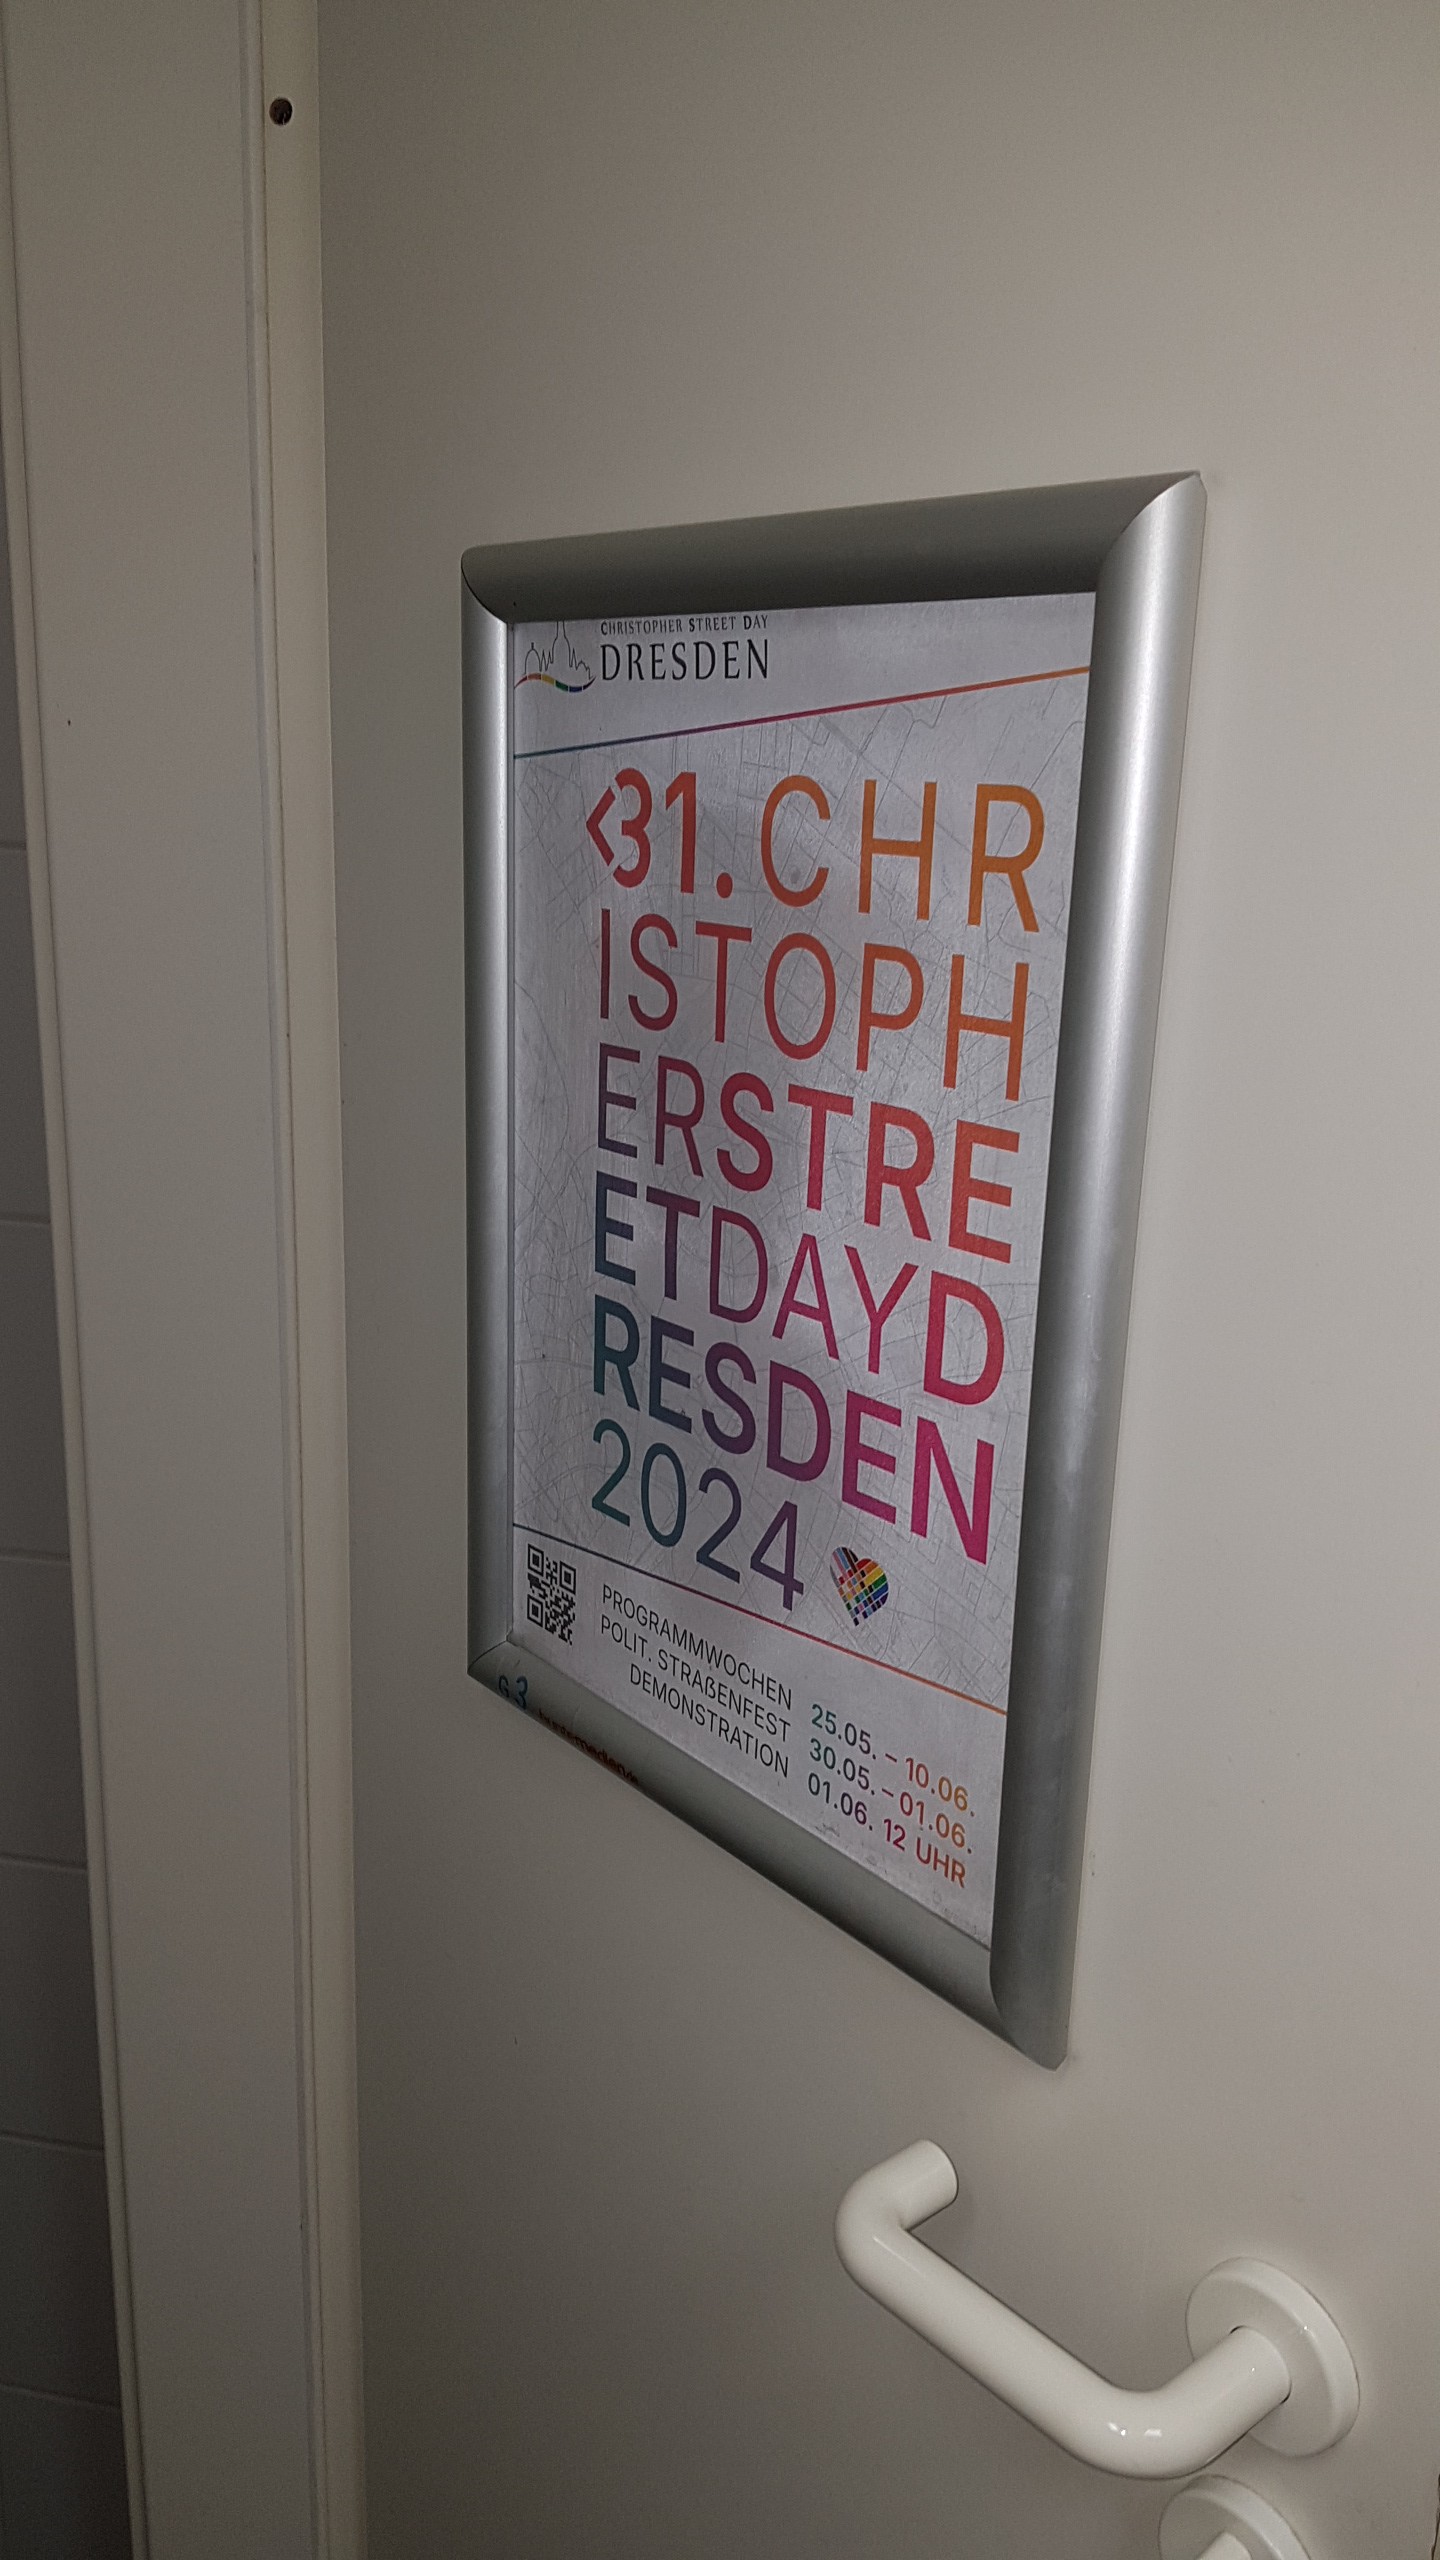 CHRISTOPHER STREET DAY
DRESDEN
<31.CHR
ISTOPH
ERSTRE
ETDAYD
RESDEN
2024
PROGRAMMWOCHEN 25.05. – 10.06.
POLIT. STRAßENFEST 30.05. – 01.06.
DEMONSTRATION 01.06. 12 UHR
G 3